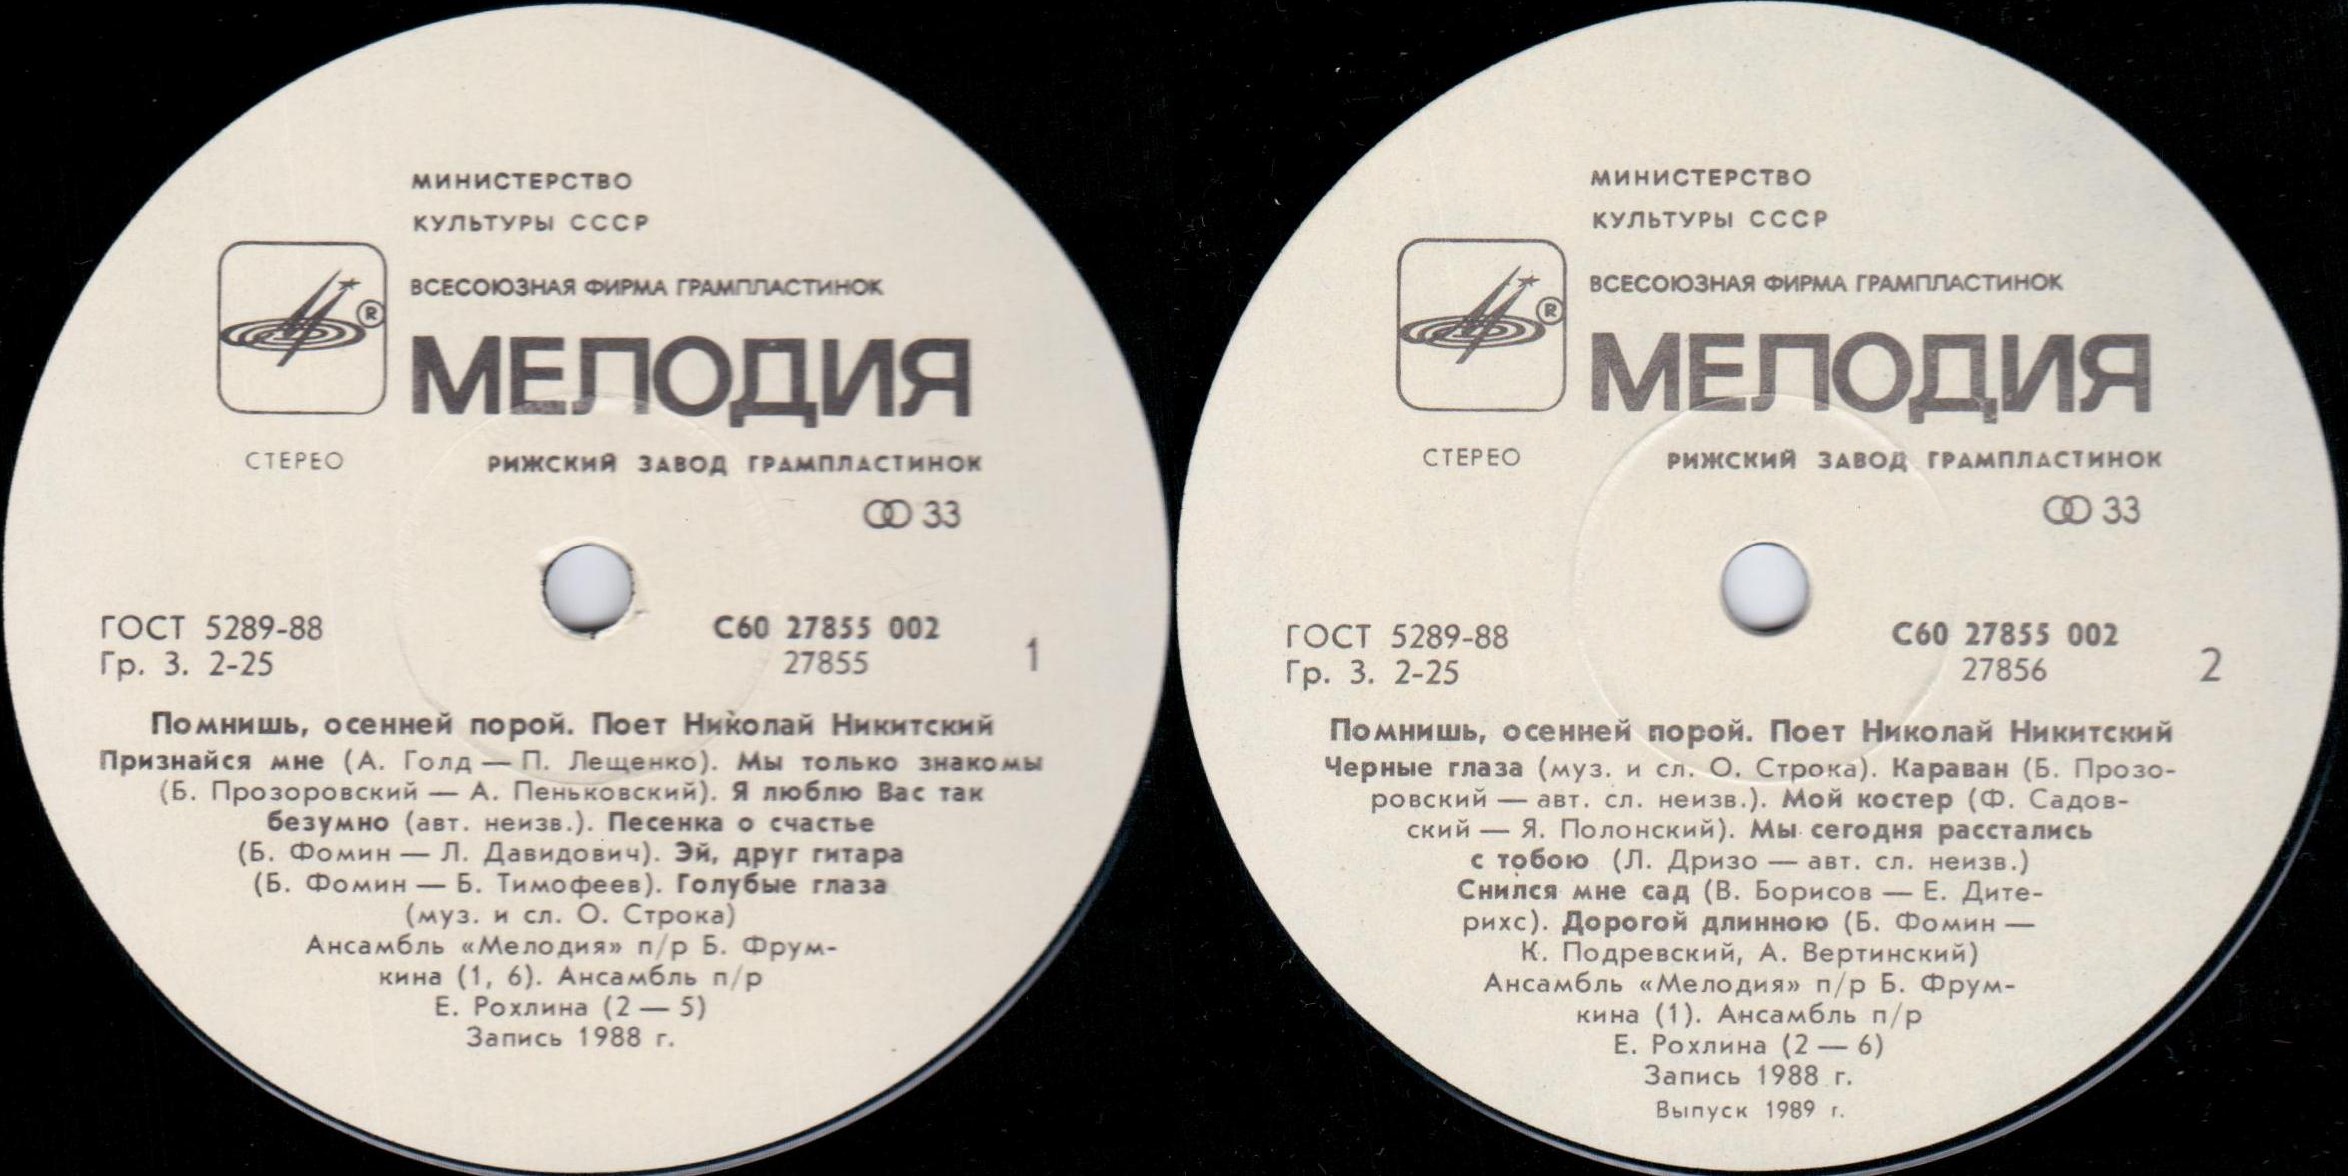 МИНИСТЕРСТВО
КУЛЬТУРЫ СССР
ВСЕСОЮЗНАЯ ФИРМА ГРАМПЛАСТИНОК
®
МЕЛОДИЯ
СТЕРЕО
РИЖСКИЙ ЗАВОД ГРАМПЛАСТИНОК
33
ГОСТ 5289-88
Гр. 3. 2-25
С60 27855 002
27855
1
Помнишь, осенней порой. Поет Николай Никитский
Признайся мне (А. Голд — П. Лещенко). Мы только знакомы
(Б. Прозоровский — А. Пеньковский). Я люблю Вас так
безумно (авт. неизв.). Песенка о счастье
(Б. Фомин — Л. Давидович). Эй, друг гитара
(Б. Фомин — Б. Тимофеев). Голубые глаза
(муз. и сл. О. Строка)
Ансамбль «Мелодия» п/р Б. Фрум-
кина (1, 6). Ансамбль п/р
Е. Рохлина (2 — 5)
Запись 1988 г.
МИНИСТЕРСТВО
КУЛЬТУРЫ СССР
ВСЕСОЮЗНАЯ ФИРМА ГРАМПЛАСТИНОК
®
МЕЛОДИЯ
СТЕРЕО
РИЖСКИЙ ЗАВОД ГРАМПЛАСТИНОК
33
ГОСТ 5289-88
Гр. 3. 2-25
С60 27855 002
27856
2
Помнишь, осенней порой. Поет Николай Никитский
Черные глаза (муз. и сл. О. Строка). Караван (Б. Прозо-
ровский — авт. сл. неизв.). Мой костер (Ф. Садов-
ский — Я. Полонский). Мы сегодня расстались
с тобою (Л. Дризо — авт. сл. неизв.)
Снился мне сад (В. Борисов — Е. Дите-
рихс). Дорогой длинною (Б. Фомин —
К. Подревский, А. Вертинский)
Ансамбль «Мелодия» п/р Б. Фрум-
кина (1). Ансамбль п/р
Е. Рохлина (2 — 6)
Запись 1988 г.
Выпуск 1989 г.